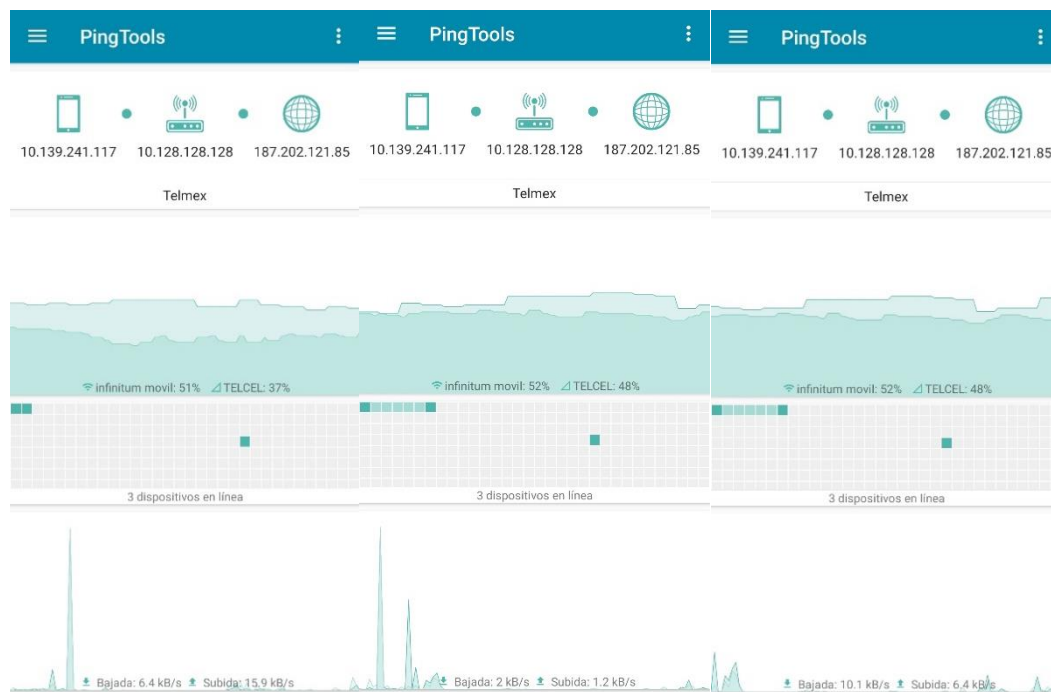 PingTools
10.139.241.117 10.128.128.128 187.202.121.85
Telmex
infinitum movil: 51% TELCEL: 37%
3 dispositivos en línea
Bajada: 6.4 kB/s Subida: 15.9 kB/s
PingTools
10.139.241.117 10.128.128.128 187.202.121.85
Telmex
infinitum movil: 52% TELCEL: 48%
3 dispositivos en línea
Bajada: 2 kB/s Subida: 1.2 kB/s
PingTools
10.139.241.117 10.128.128.128 187.202.121.85
Telmex
infinitum movil: 52% TELCEL: 48%
3 dispositivos en línea
Bajada: 10.1 kB/s Subida: 6.4 kB/s